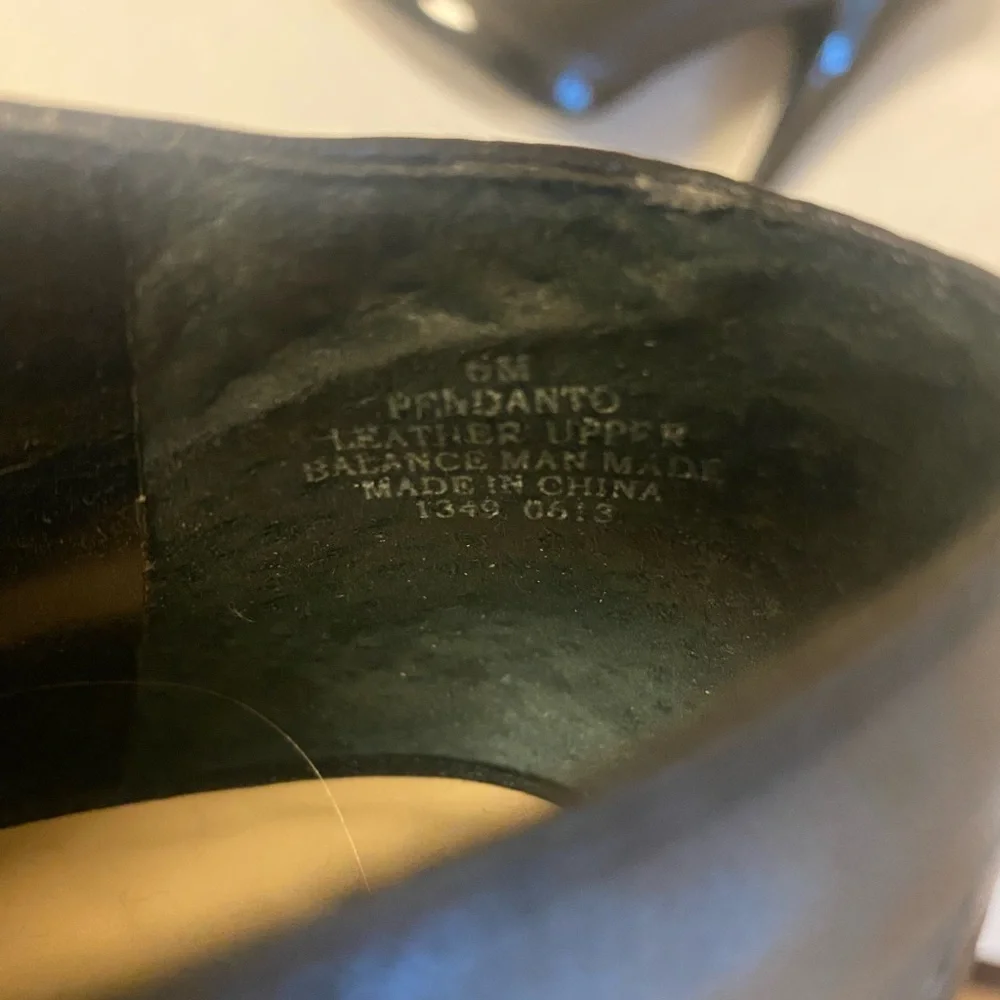 6M
PENDANTO
LEATHER UPPER
BALANCE MAN MADE
MADE IN CHINA
1349 0613